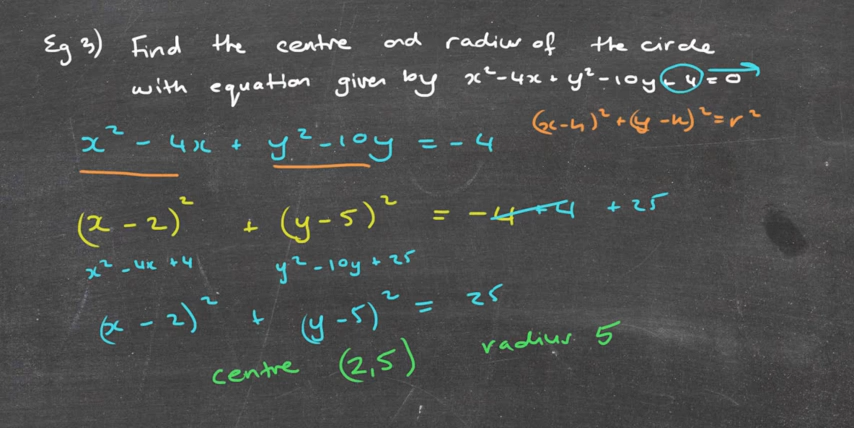 Eg 3) Find the centre and radius of the circle
with equation given by x² - 4x + y² - 10y + 4 = 0
(x-h)² + (y-k)² = r²
x² - 4x + y² - 10y = -4
(x - 2)² + (y - 5)² = -4 + 4 + 25
x² - 4x + 4 y² - 10y + 25
(x - 2)² + (y - 5)² = 25
centre (2,5) radius 5